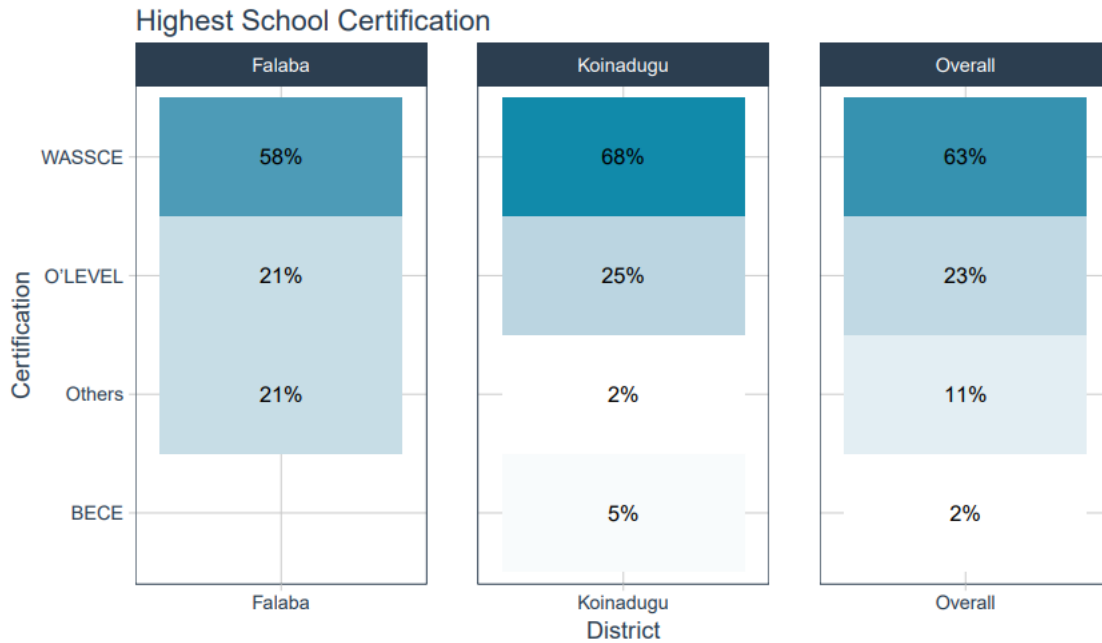 Highest School Certification
Falaba Koinadugu Overall
WASSCE 58% 68% 63%
O'LEVEL 21% 25% 23%
Others 21% 2% 11%
BECE 5% 2%
Certification
Falaba Koinadugu Overall
District